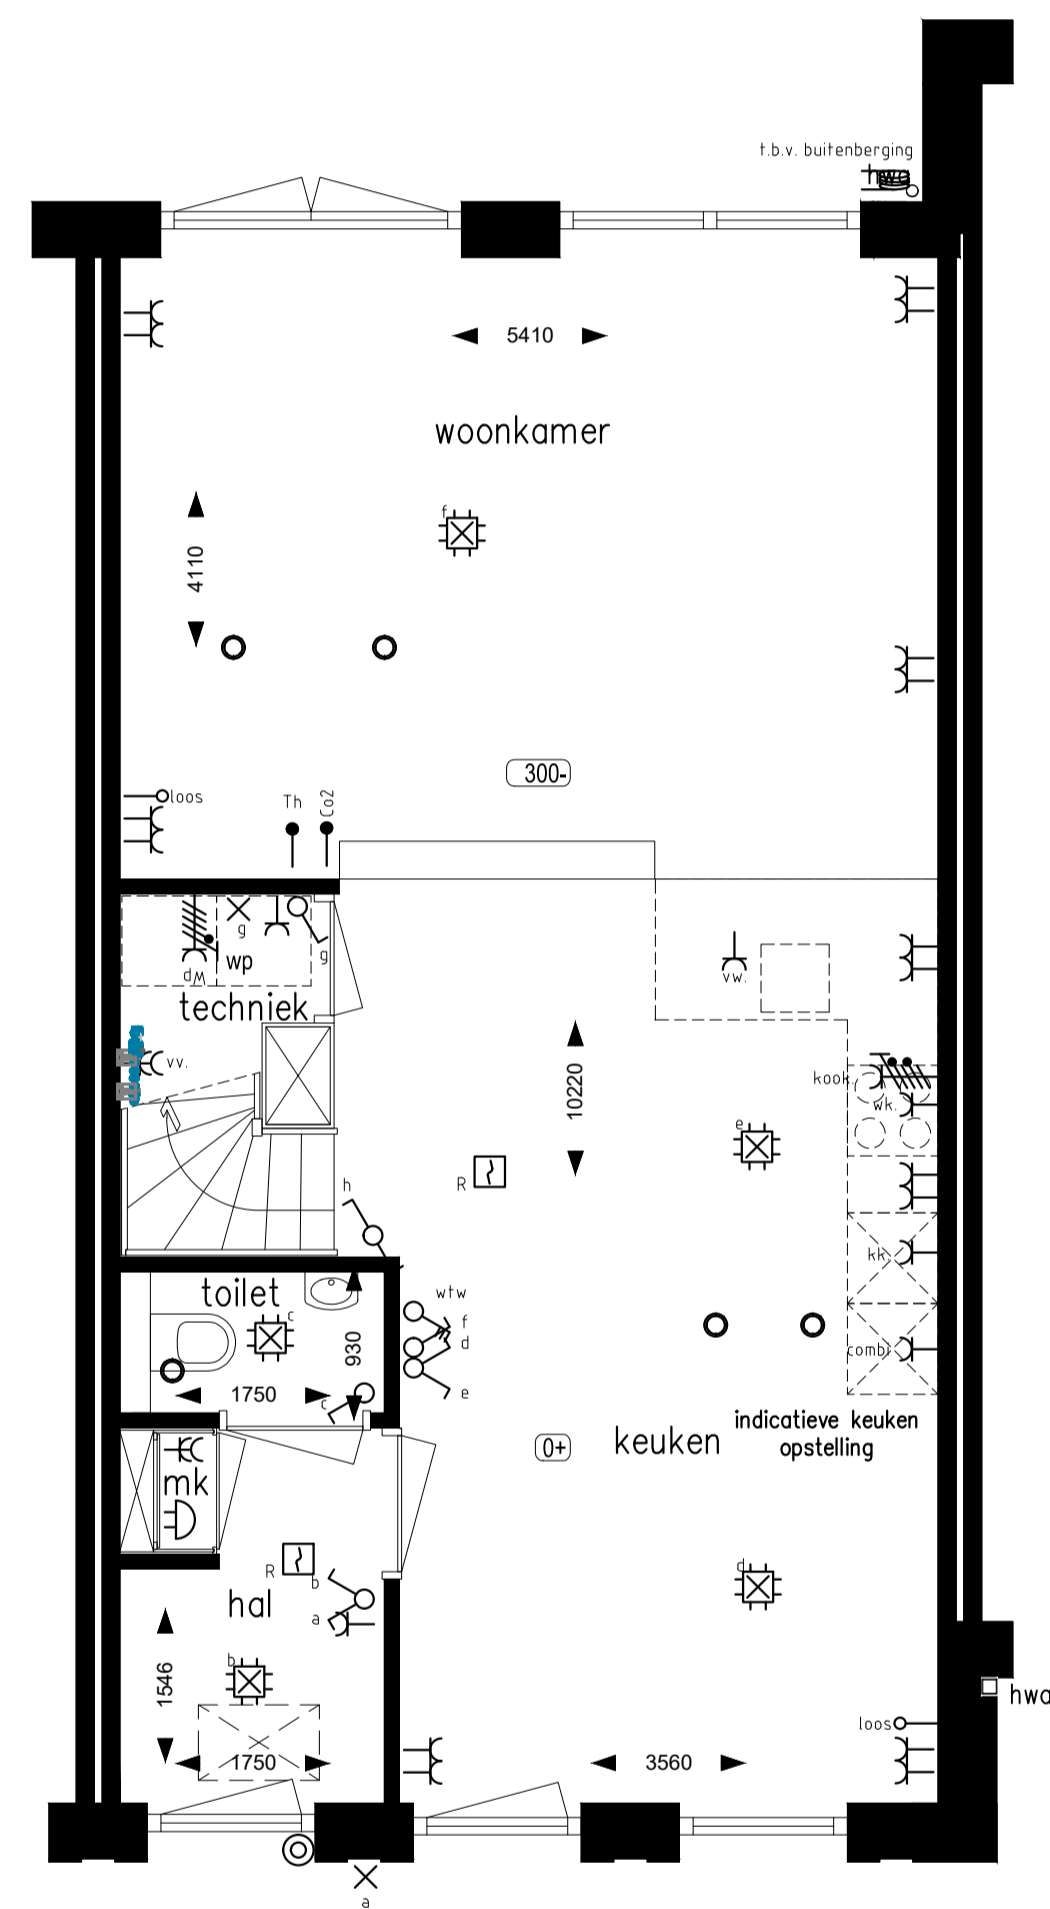 t.b.v. buitenberging
hwa
5410
woonkamer
f
4110
300-
loos
Th
Co2
g
g
wp
Wp
techniek
vw.
vv.
kook.
wk.
10220
e
R
h
kk.
toilet
c
930
wtw
f
d
e
1750
c
combi
indicatieve keuken
opstelling
keuken
0+
mk
R
b
a
hal
d
b
1546
hwa
loos
1750
3560
a